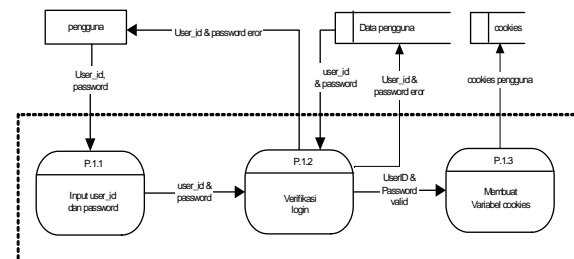 pengguna
User_id & password eror
Data pengguna
cookies
User_id,
password
user_id
& password
User_id &
password eror
cookies pengguna
P.1.1
Input user_id
dan password
user_id &
password
P.1.2
Verifikasi
login
UserID &
Password
valid
P.1.3
Membuat
Variabel cookies